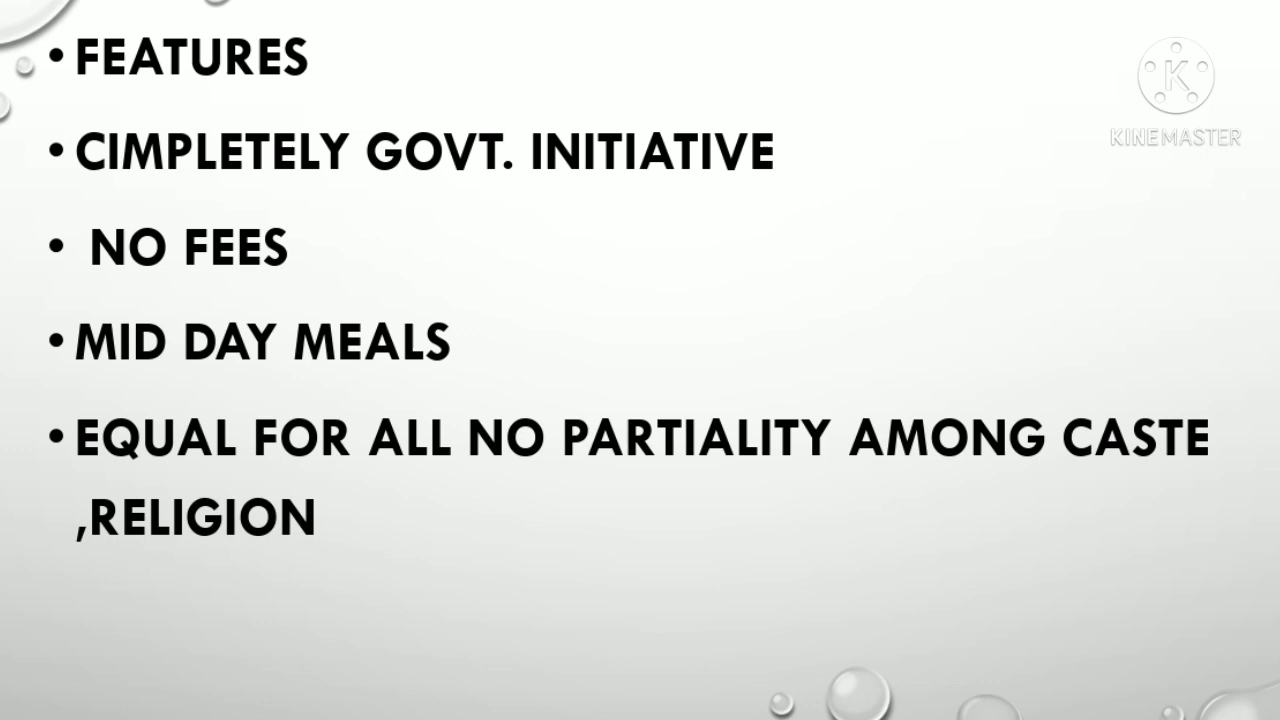 • FEATURES
K
KINEMASTER
• CIMPLETELY GOVT. INITIATIVE
• NO FEES
• MID DAY MEALS
• EQUAL FOR ALL NO PARTIALITY AMONG CASTE
,RELIGION